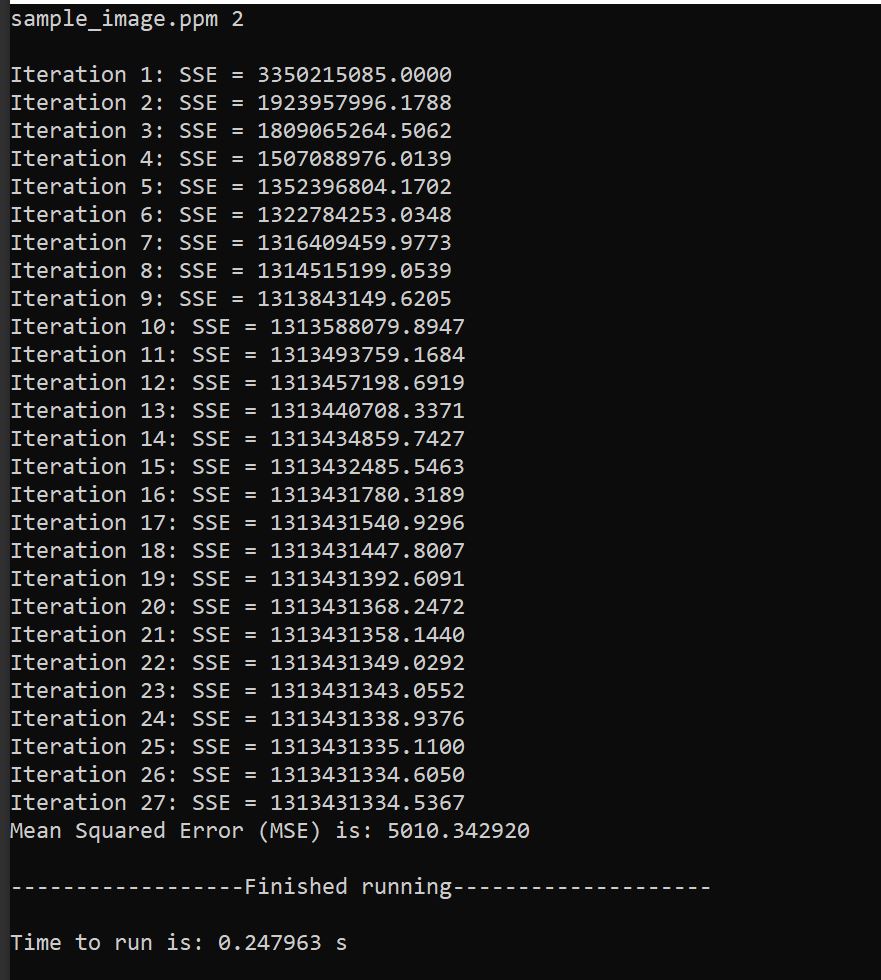 sample_image.ppm 2
Iteration 1: SSE = 3350215085.0000
Iteration 2: SSE = 1923957996.1788
Iteration 3: SSE = 1809065264.5062
Iteration 4: SSE = 1507088976.0139
Iteration 5: SSE = 1352396804.1702
Iteration 6: SSE = 1322784253.0348
Iteration 7: SSE = 1316409459.9773
Iteration 8: SSE = 1314515199.0539
Iteration 9: SSE = 1313843149.6205
Iteration 10: SSE = 1313588079.8947
Iteration 11: SSE = 1313493759.1684
Iteration 12: SSE = 1313457198.6919
Iteration 13: SSE = 1313440708.3371
Iteration 14: SSE = 1313434859.7427
Iteration 15: SSE = 1313432485.5463
Iteration 16: SSE = 1313431780.3189
Iteration 17: SSE = 1313431540.9296
Iteration 18: SSE = 1313431447.8007
Iteration 19: SSE = 1313431392.6091
Iteration 20: SSE = 1313431368.2472
Iteration 21: SSE = 1313431358.1440
Iteration 22: SSE = 1313431349.0292
Iteration 23: SSE = 1313431343.0552
Iteration 24: SSE = 1313431338.9376
Iteration 25: SSE = 1313431335.1100
Iteration 26: SSE = 1313431334.6050
Iteration 27: SSE = 1313431334.5367
Mean Squared Error (MSE) is: 5010.342920
------------------Finished running--------------------
Time to run is: 0.247963 s